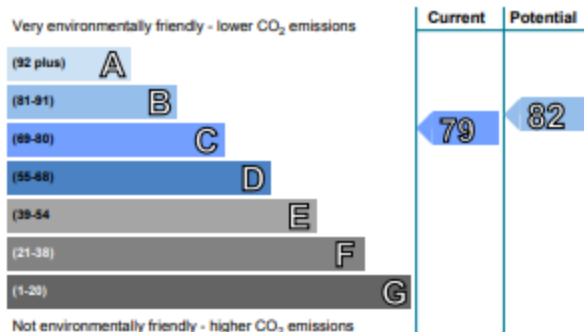 Current Potential
Very environmentally friendly - lower CO₂ emissions
(92 plus) A
(81-91) B
(69-80) C
(55-68) D
(39-54 E
(21-38) F
(1-20) G
79
82
Not environmentally friendly - higher CO₂ emissions